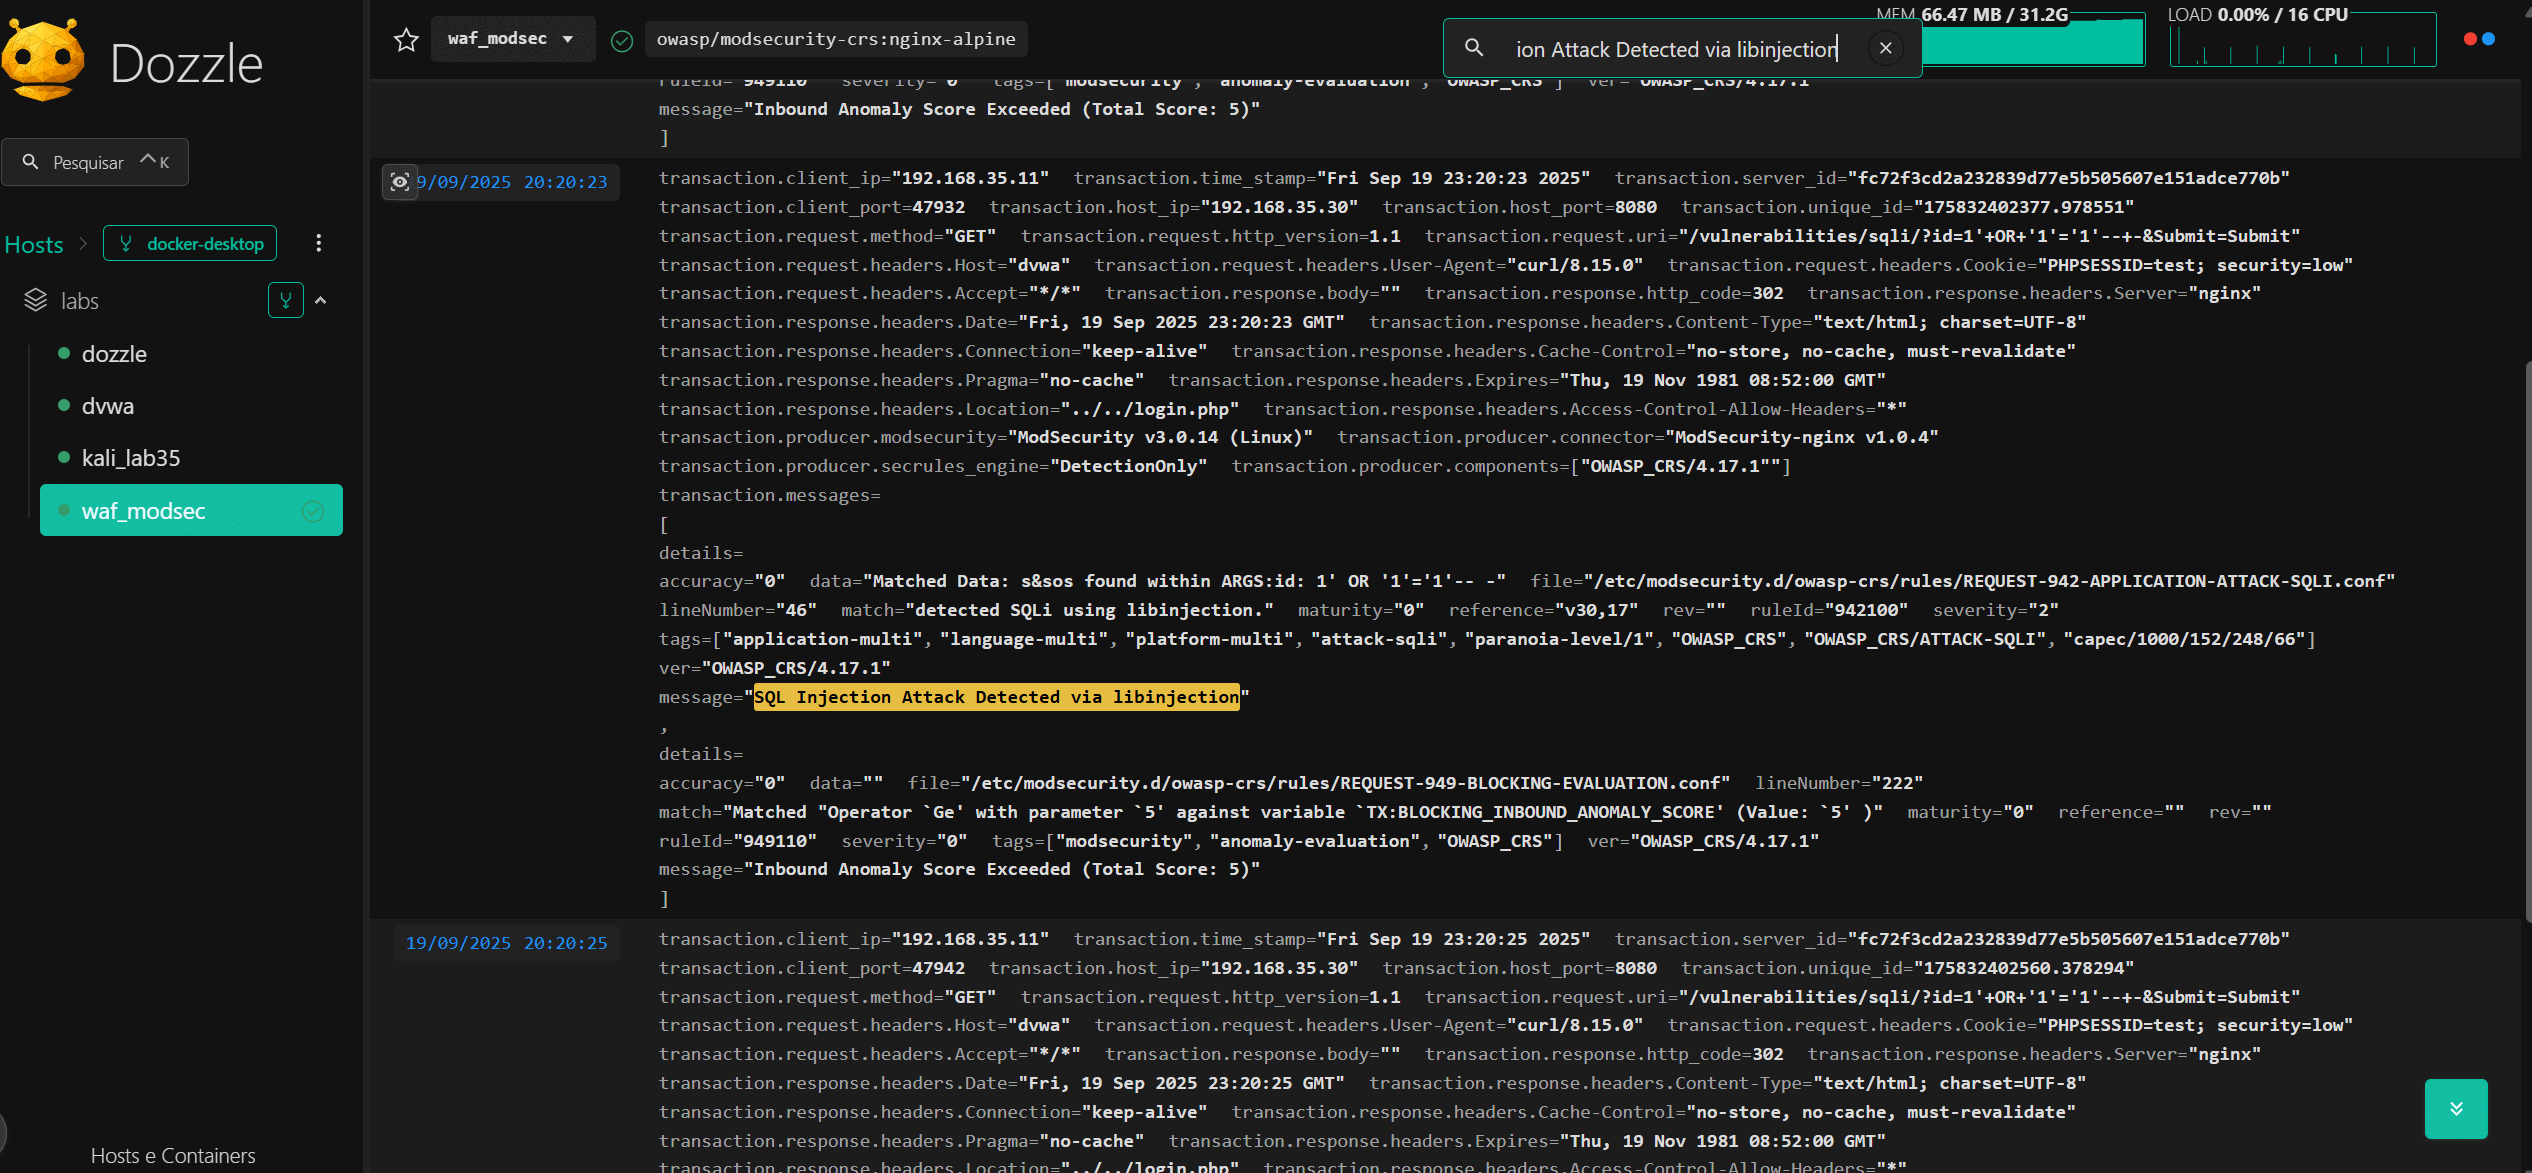 Dozzle
Pesquisar ^ K
Hosts > docker-desktop
labs
dozzle
dvwa
kali_lab35
waf_modsec
Hosts e Containers
waf_modsec
owasp/modsecurity-crs:nginx-alpine
ion Attack Detected via libinjection
MEM 66.47 MB / 31.2G
LOAD 0.00% / 16 CPU
ruleId="949110" severity="0" tags=["modsecurity", "anomaly-evaluation", "OWASP_CRS"] ver="OWASP_CRS/4.17.1"
message="Inbound Anomaly Score Exceeded (Total Score: 5)"
]
9/09/2025 20:20:23
transaction.client_ip="192.168.35.11" transaction.time_stamp="Fri Sep 19 23:20:23 2025" transaction.server_id="fc72f3cd2a232839d77e5b505607e151adce770b"
transaction.client_port=47932 transaction.host_ip="192.168.35.30" transaction.host_port=8080 transaction.unique_id="175832402377.978551"
transaction.request.method="GET" transaction.request.http_version=1.1 transaction.request.uri="/vulnerabilities/sqli/?id=1'+OR+'1'='1'--+-&Submit=Submit"
transaction.request.headers.Host="dvwa" transaction.request.headers.User-Agent="curl/8.15.0" transaction.request.headers.Cookie="PHPSESSID=test; security=low"
transaction.request.headers.Accept="*/*" transaction.response.body="" transaction.response.http_code=302 transaction.response.headers.Server="nginx"
transaction.response.headers.Date="Fri, 19 Sep 2025 23:20:23 GMT" transaction.response.headers.Content-Type="text/html; charset=UTF-8"
transaction.response.headers.Connection="keep-alive" transaction.response.headers.Cache-Control="no-store, no-cache, must-revalidate"
transaction.response.headers.Pragma="no-cache" transaction.response.headers.Expires="Thu, 19 Nov 1981 08:52:00 GMT"
transaction.response.headers.Location="../../login.php" transaction.response.headers.Access-Control-Allow-Headers="*"
transaction.producer.modsecurity="ModSecurity v3.0.14 (Linux)" transaction.producer.connector="ModSecurity-nginx v1.0.4"
transaction.producer.secrules_engine="DetectionOnly" transaction.producer.components=["OWASP_CRS/4.17.1""]
transaction.messages=
[
details=
accuracy="0" data="Matched Data: s&sos found within ARGS:id: 1' OR '1'='1'-- -" file="/etc/modsecurity.d/owasp-crs/rules/REQUEST-942-APPLICATION-ATTACK-SQLI.conf"
lineNumber="46" match="detected SQLi using libinjection." maturity="0" reference="v30,17" rev="" ruleId="942100" severity="2"
tags=["application-multi", "language-multi", "platform-multi", "attack-sqli", "paranoia-level/1", "OWASP_CRS", "OWASP_CRS/ATTACK-SQLI", "capec/1000/152/248/66"]
ver="OWASP_CRS/4.17.1"
message="SQL Injection Attack Detected via libinjection"
,
details=
accuracy="0" data="" file="/etc/modsecurity.d/owasp-crs/rules/REQUEST-949-BLOCKING-EVALUATION.conf" lineNumber="222"
match="Matched "Operator `Ge' with parameter `5' against variable `TX:BLOCKING_INBOUND_ANOMALY_SCORE' (Value: `5' )" maturity="0" reference="" rev=""
ruleId="949110" severity="0" tags=["modsecurity", "anomaly-evaluation", "OWASP_CRS"] ver="OWASP_CRS/4.17.1"
message="Inbound Anomaly Score Exceeded (Total Score: 5)"
]
19/09/2025 20:20:25
transaction.client_ip="192.168.35.11" transaction.time_stamp="Fri Sep 19 23:20:25 2025" transaction.server_id="fc72f3cd2a232839d77e5b505607e151adce770b"
transaction.client_port=47942 transaction.host_ip="192.168.35.30" transaction.host_port=8080 transaction.unique_id="175832402560.378294"
transaction.request.method="GET" transaction.request.http_version=1.1 transaction.request.uri="/vulnerabilities/sqli/?id=1'+OR+'1'='1'--+-&Submit=Submit"
transaction.request.headers.Host="dvwa" transaction.request.headers.User-Agent="curl/8.15.0" transaction.request.headers.Cookie="PHPSESSID=test; security=low"
transaction.request.headers.Accept="*/*" transaction.response.body="" transaction.response.http_code=302 transaction.response.headers.Server="nginx"
transaction.response.headers.Date="Fri, 19 Sep 2025 23:20:25 GMT" transaction.response.headers.Content-Type="text/html; charset=UTF-8"
transaction.response.headers.Connection="keep-alive" transaction.response.headers.Cache-Control="no-store, no-cache, must-revalidate"
transaction.response.headers.Pragma="no-cache" transaction.response.headers.Expires="Thu, 19 Nov 1981 08:52:00 GMT"
transaction.response.headers.Location="../../login.php" transaction.response.headers.Access-Control-Allow-Headers="*"